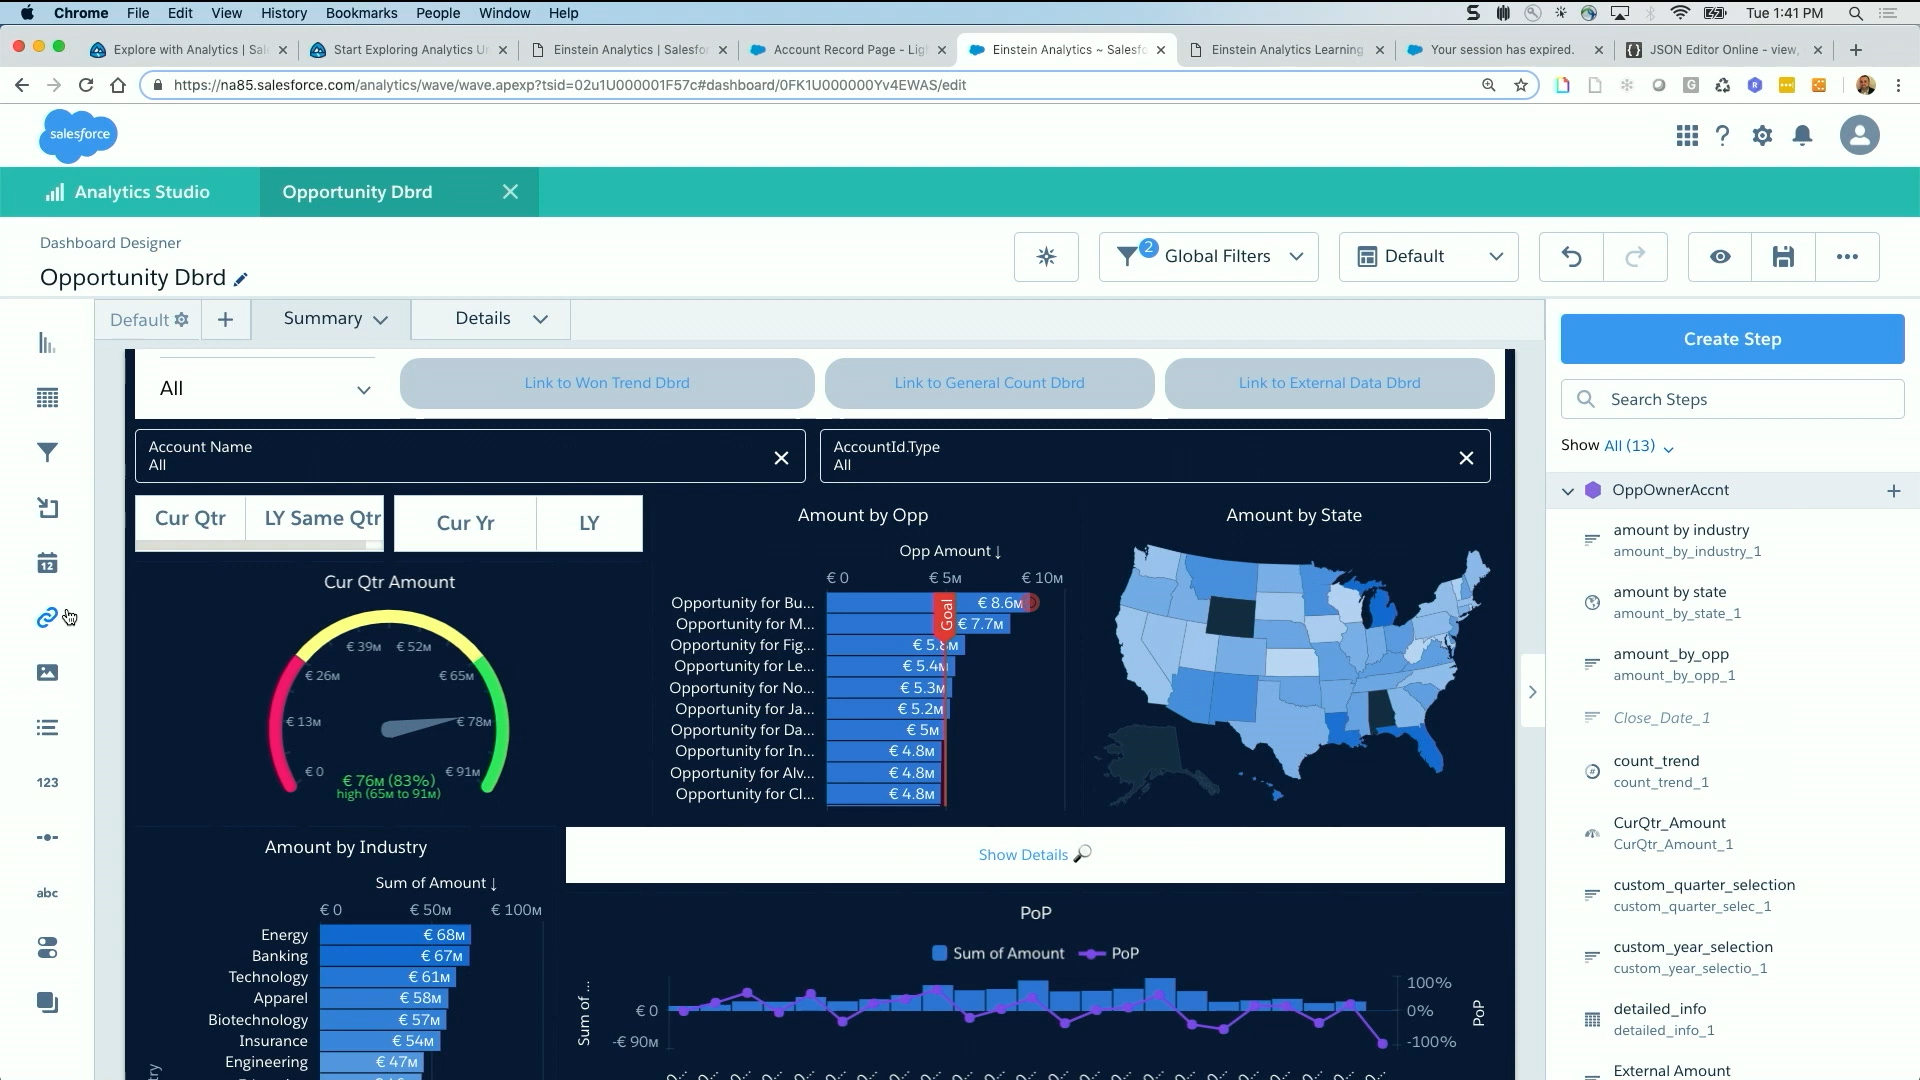 Chrome File Edit View History Bookmarks People Window Help
Tue 1:41 PM
Explore with Analytics | Sal
Start Exploring Analytics Un
Einstein Analytics | Salesfor
Account Record Page - Ligh
Einstein Analytics ~ Salesfo
Einstein Analytics Learning
Your session has expired.
JSON Editor Online - view,
https://na85.salesforce.com/analytics/wave/wave.apexp?tsid=02u1U000001F57c#dashboard/0FK1U000000Yv4EWAS/edit
salesforce
Analytics Studio
Opportunity Dbrd
Dashboard Designer
Opportunity Dbrd
2
Global Filters
Default
Default
Summary
Details
All
Link to Won Trend Dbrd
Link to General Count Dbrd
Link to External Data Dbrd
Account Name
All
AccountId.Type
All
Cur Qtr
LY Same Qtr
Cur Yr
LY
Cur Qtr Amount
€ 0
€ 13M
€ 26M
€ 39M
€ 52M
€ 65M
€ 78M
€ 91M
€ 76M (83%)
high (65M to 91M)
Amount by Opp
Opp Amount ↓
€ 0 € 5M € 10M
Goal
Opportunity for Bu... € 8.6M
Opportunity for M... € 7.7M
Opportunity for Fig... € 5.8M
Opportunity for Le... € 5.4M
Opportunity for No... € 5.3M
Opportunity for Ja... € 5.2M
Opportunity for Da... € 5M
Opportunity for In... € 4.8M
Opportunity for Alv... € 4.8M
Opportunity for Cl... € 4.8M
Amount by State
Amount by Industry
Sum of Amount ↓
€ 0 € 50M € 100M
Energy € 68M
Banking € 67M
Technology € 61M
Apparel € 58M
Biotechnology € 57M
Insurance € 54M
Engineering € 47M
Show Details
PoP
Sum of Amount PoP
Sum of ...
€ 0
-€ 90M
100%
0%
-100%
PoP
12
123
abc
Create Step
Search Steps
Show All (13)
OppOwnerAccnt
amount by industry
amount_by_industry_1
amount by state
amount_by_state_1
amount_by_opp
amount_by_opp_1
Close_Date_1
count_trend
count_trend_1
CurQtr_Amount
CurQtr_Amount_1
custom_quarter_selection
custom_quarter_selec_1
custom_year_selection
custom_year_selectio_1
detailed_info
detailed_info_1
External Amount